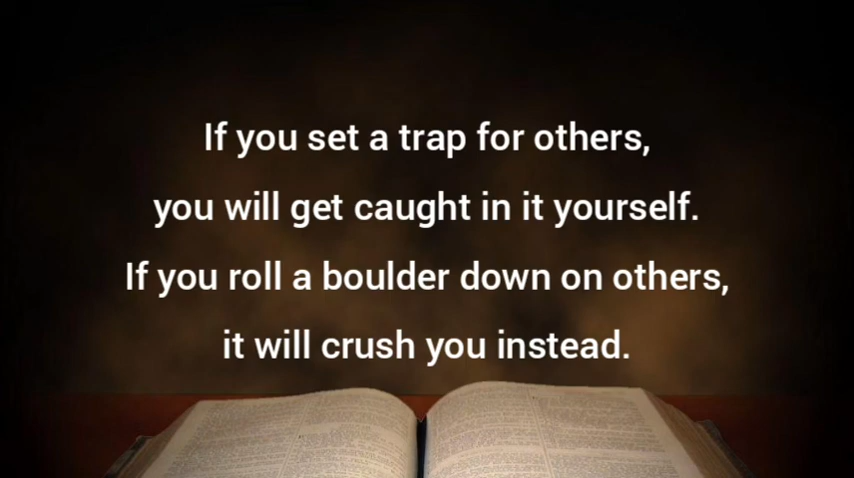 If you set a trap for others,
you will get caught in it yourself.
If you roll a boulder down on others,
it will crush you instead.